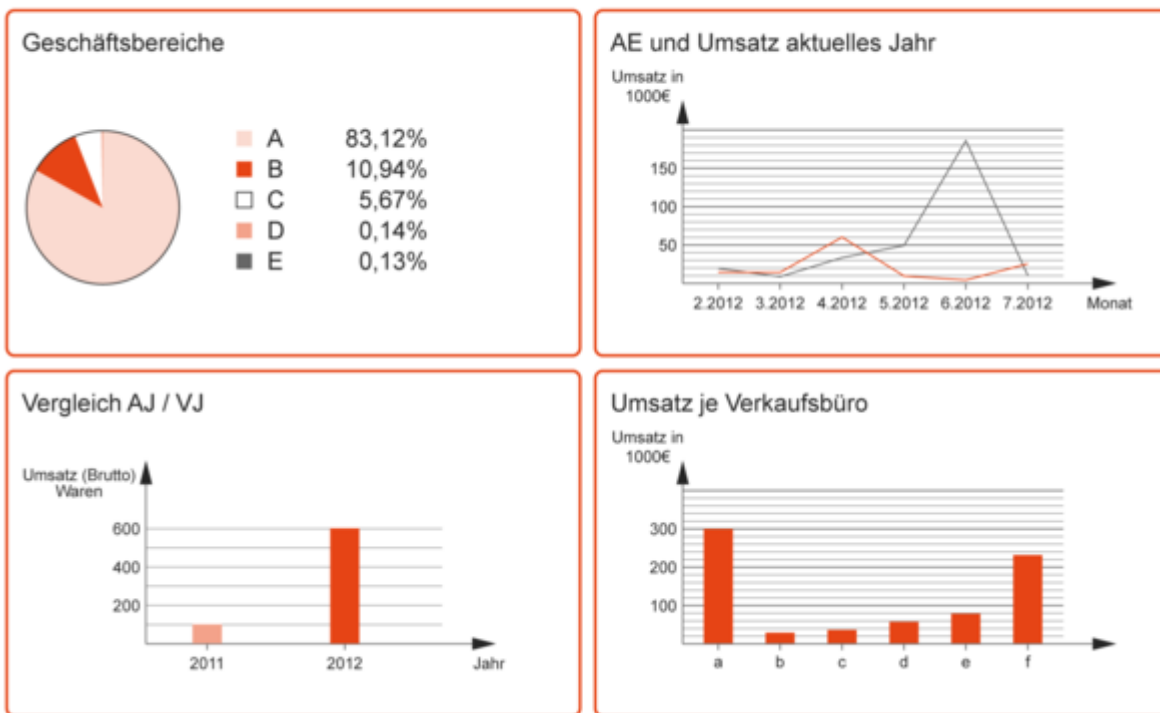 Geschäftsbereiche
A 83,12%
B 10,94%
C 5,67%
D 0,14%
E 0,13%
AE und Umsatz aktuelles Jahr
Umsatz in
1000€
150
100
50
2.2012 3.2012 4.2012 5.2012 6.2012 7.2012 Monat
Vergleich AJ / VJ
Umsatz (Brutto)
Waren
600
400
200
2011 2012 Jahr
Umsatz je Verkaufsbüro
Umsatz in
1000€
300
200
100
a b c d e f